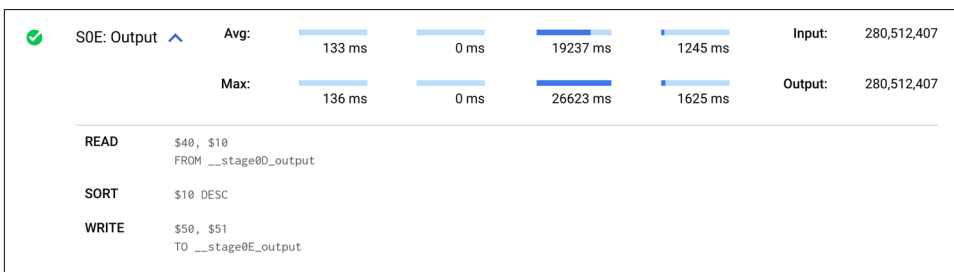 S0E: Output
Avg: 133 ms 0 ms 19237 ms 1245 ms Input: 280,512,407
Max: 136 ms 0 ms 26623 ms 1625 ms Output: 280,512,407
READ $40, $10
FROM __stage0D_output
SORT $10 DESC
WRITE $50, $51
TO __stage0E_output